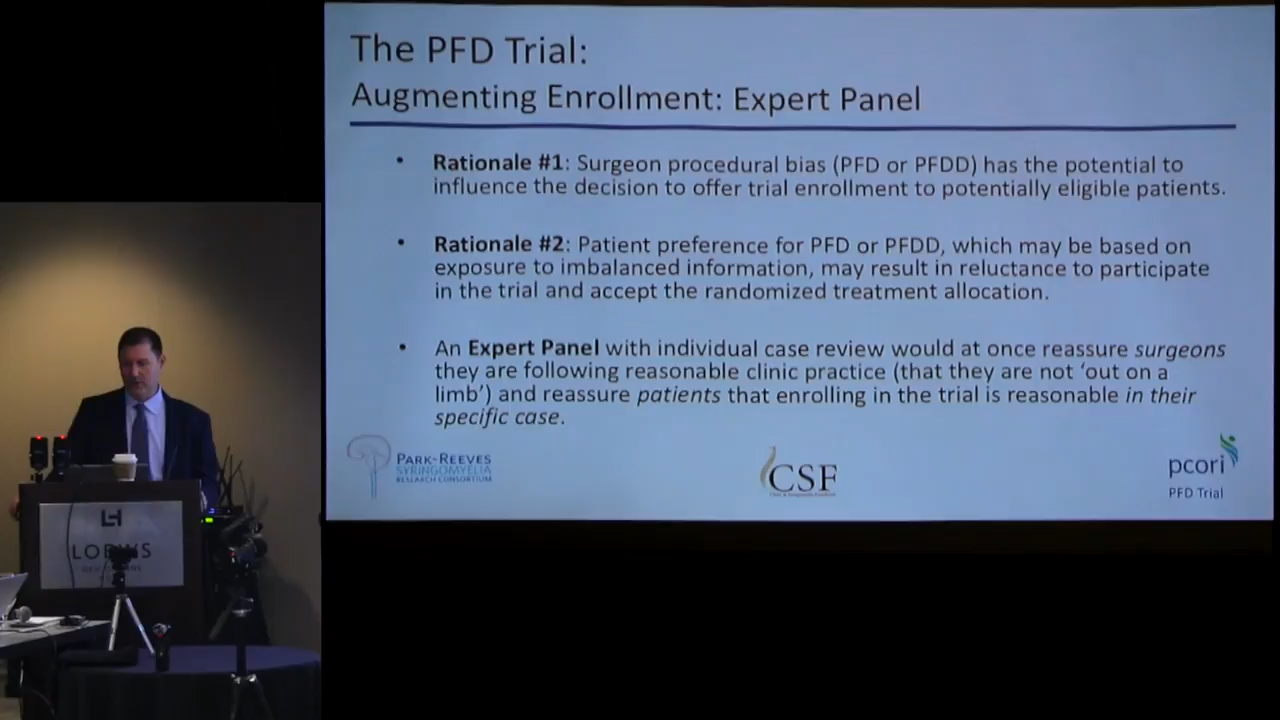 The PFD Trial:
Augmenting Enrollment: Expert Panel
• Rationale #1: Surgeon procedural bias (PFD or PFDD) has the potential to
influence the decision to offer trial enrollment to potentially eligible patients.
• Rationale #2: Patient preference for PFD or PFDD, which may be based on
exposure to imbalanced information, may result in reluctance to participate
in the trial and accept the randomized treatment allocation.
• An Expert Panel with individual case review would at once reassure surgeons
they are following reasonable clinic practice (that they are not ‘out on a
limb’) and reassure patients that enrolling in the trial is reasonable in their
specific case.
PARK-REEVES
SYRINGOMYELIA
RESEARCH CONSORTIUM
CSF
pcori
PFD Trial
LOEWS